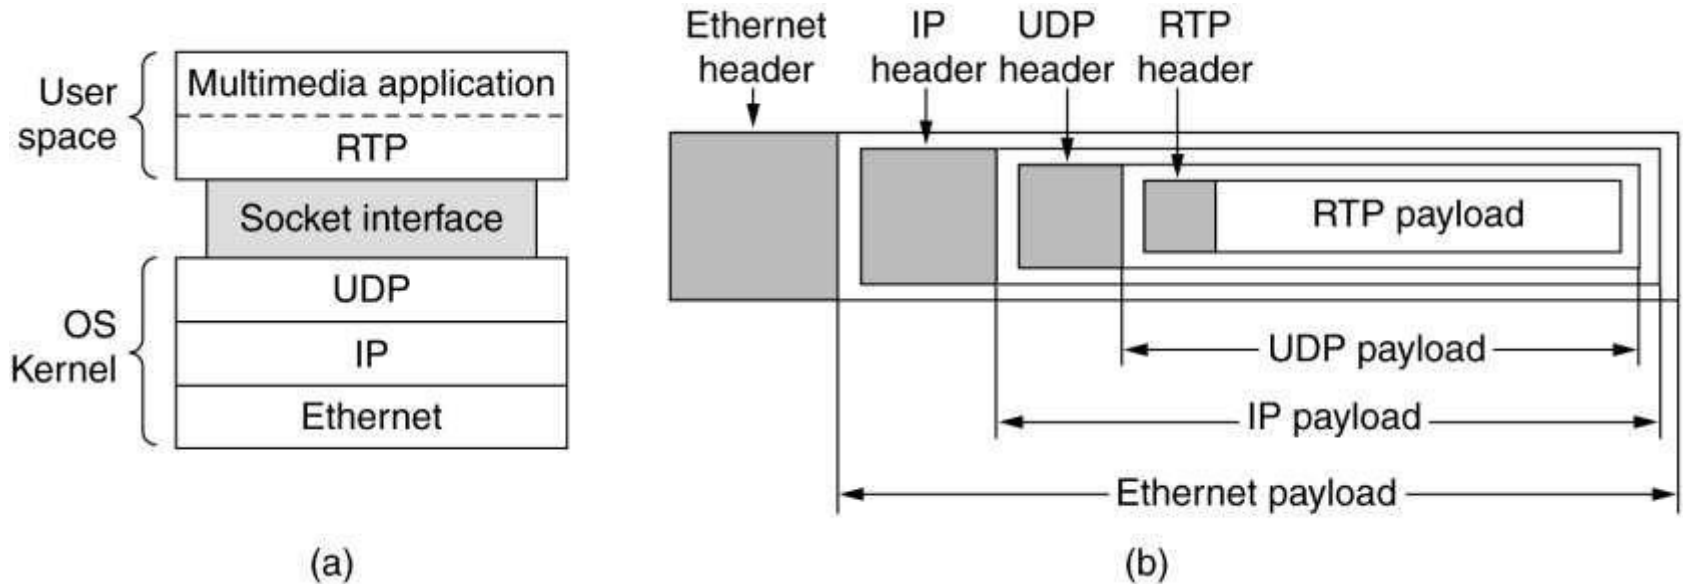 User
space
Multimedia application
RTP
Socket interface
OS
Kernel
UDP
IP
Ethernet
(a)
Ethernet
header
IP
header
UDP
header
RTP
header
RTP payload
UDP payload
IP payload
Ethernet payload
(b)